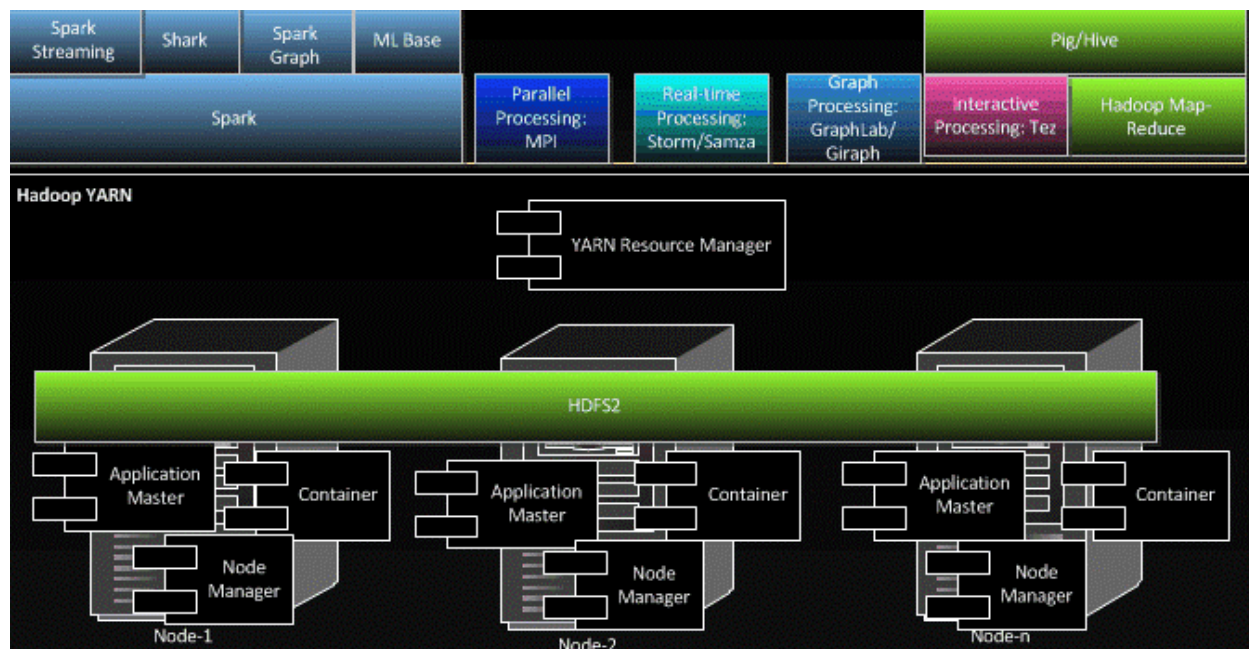 Spark
Streaming
Shark
Spark
Graph
ML Base
Pig/Hive
Spark
Parallel
Processing:
MPI
Real-time
Processing:
Storm/Samza
Graph
Processing:
GraphLab/
Giraph
Interactive
Processing: Tez
Hadoop Map-
Reduce
Hadoop YARN
YARN Resource Manager
HDFS2
Application
Master
Container
Node
Manager
Node-1
Application
Master
Container
Node
Manager
Node-2
Application
Master
Container
Node
Manager
Node-n